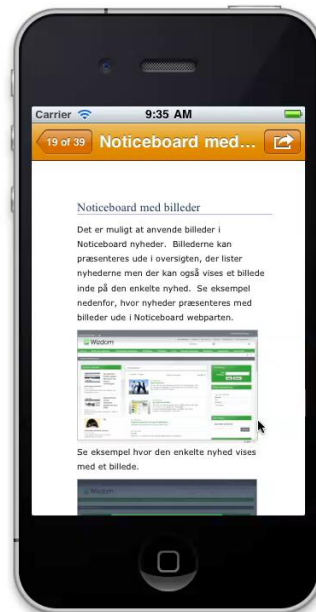 Carrier 9:35 AM
19 of 39 Noticeboard med...
Noticeboard med billeder
Det er muligt at anvende billeder i
Noticeboard nyheder. Billederne kan
præsenteres ude i oversigten, der lister
nyhederne men der kan også vises et billede
inde på den enkelte nyhed. Se eksempel
nedenfor, hvor nyheder præsenteres med
billeder ude i Noticeboard webparten.
Wizdom
Se eksempel hvor den enkelte nyhed vises
med et billede.
Wizdom